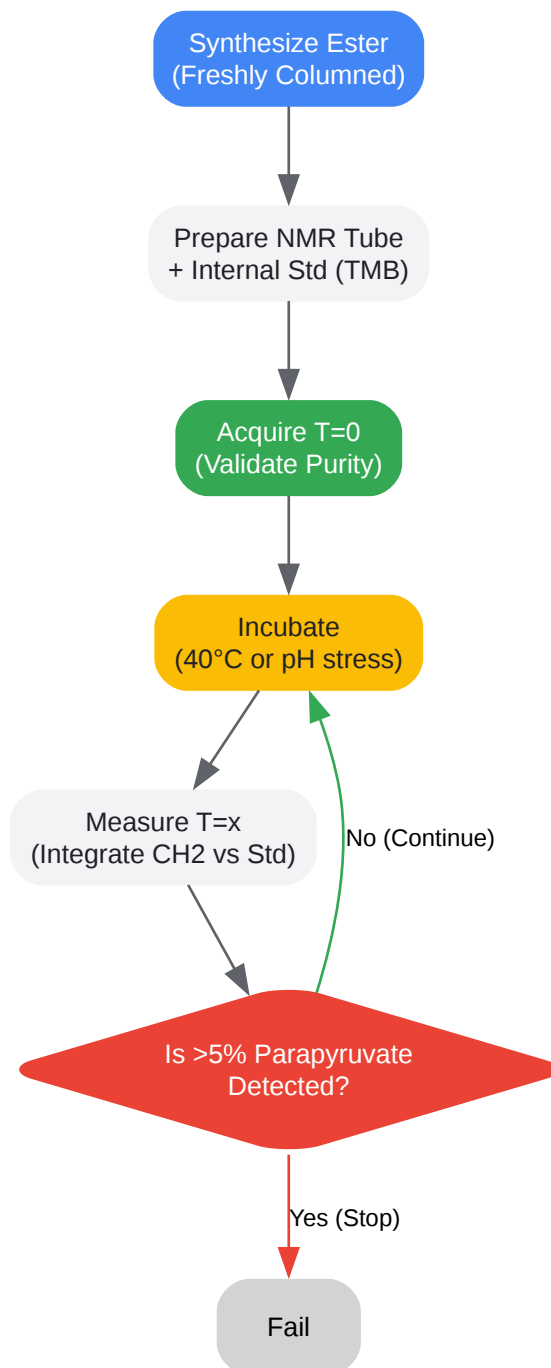 Synthesize Ester
(Freshly Columned)
Prepare NMR Tube
+ Internal Std (TMB)
Acquire T=0
(Validate Purity)
Incubate
(40°C or pH stress)
Measure T=x
(Integrate CH2 vs Std)
No (Continue)
Is >5% Parapyruvate
Detected?
Yes (Stop)
Fail